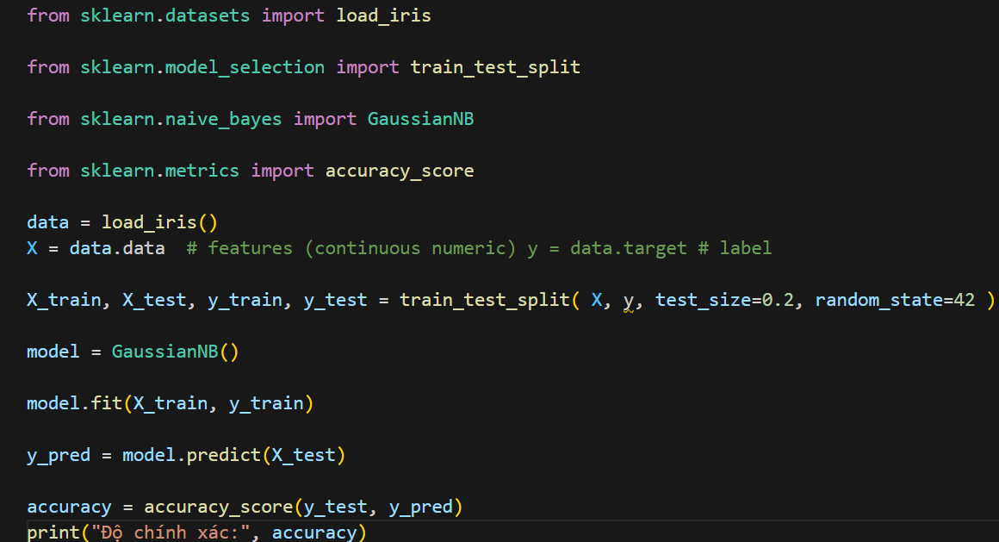 from sklearn.datasets import load_iris
from sklearn.model_selection import train_test_split
from sklearn.naive_bayes import GaussianNB
from sklearn.metrics import accuracy_score
data = load_iris()
X = data.data  # features (continuous numeric) y = data.target # label
X_train, X_test, y_train, y_test = train_test_split( X, y, test_size=0.2, random_state=42 )
model = GaussianNB()
model.fit(X_train, y_train)
y_pred = model.predict(X_test)
accuracy = accuracy_score(y_test, y_pred)
print("Độ chính xác:", accuracy)